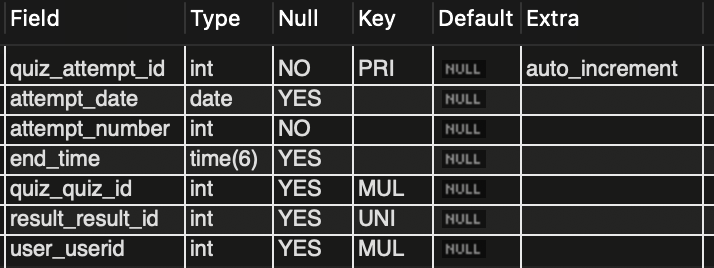 Field Type Null Key Default Extra
quiz_attempt_id int NO PRI NULL auto_increment
attempt_date date YES NULL
attempt_number int NO NULL
end_time time(6) YES NULL
quiz_quiz_id int YES MUL NULL
result_result_id int YES UNI NULL
user_userid int YES MUL NULL